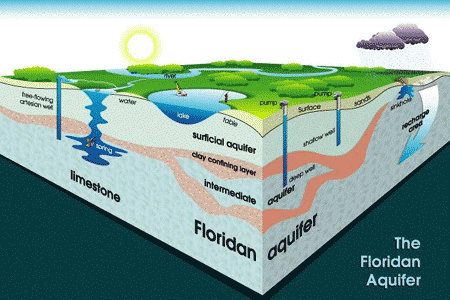 river
free-flowing
artesian well
water
table
lake
pump
surface
pump
sands
sinkhole
recharge
area
shallow well
spring
surficial aquifer
clay confining layer
deep well
limestone
intermediate
aquifer
Floridan
aquifer
The
Floridan
Aquifer